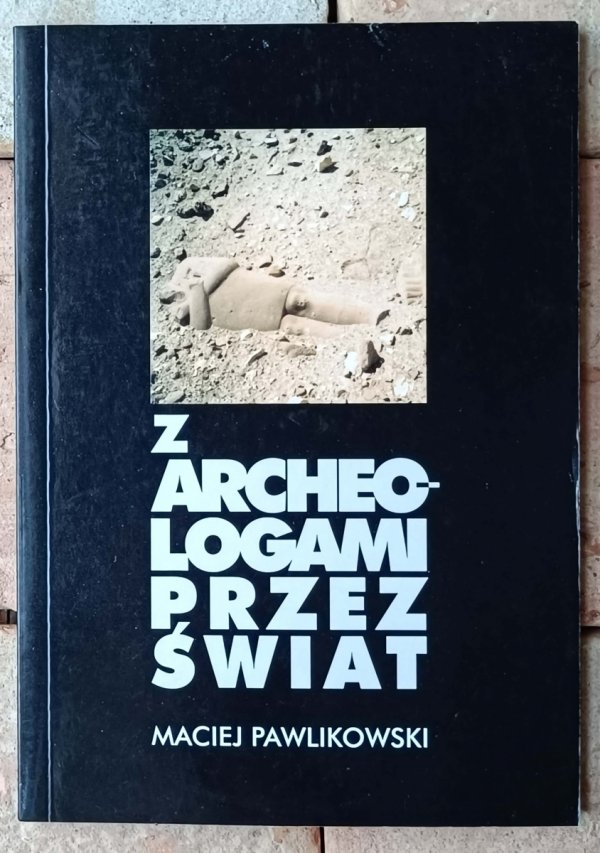 Z
ARCHEO-
LOGAMI
PRZEZ
ŚWIAT
MACIEJ PAWLIKOWSKI